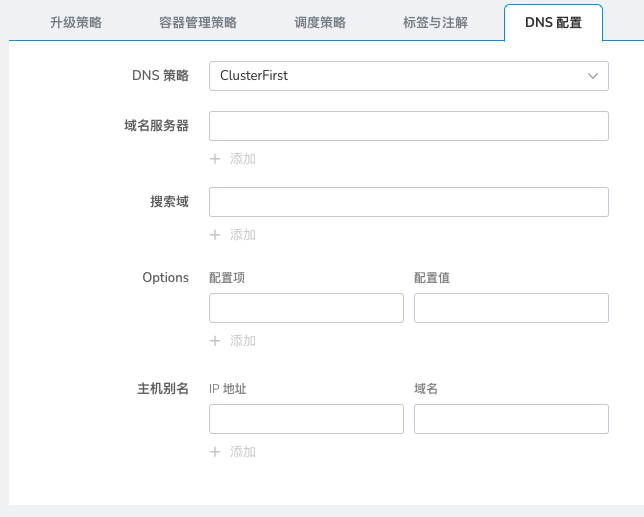 升级策略 容器管理策略 调度策略 标签与注解 DNS 配置
DNS 策略 ClusterFirst
域名服务器
+ 添加
搜索域
+ 添加
Options 配置项 配置值
+ 添加
主机别名 IP 地址 域名
+ 添加